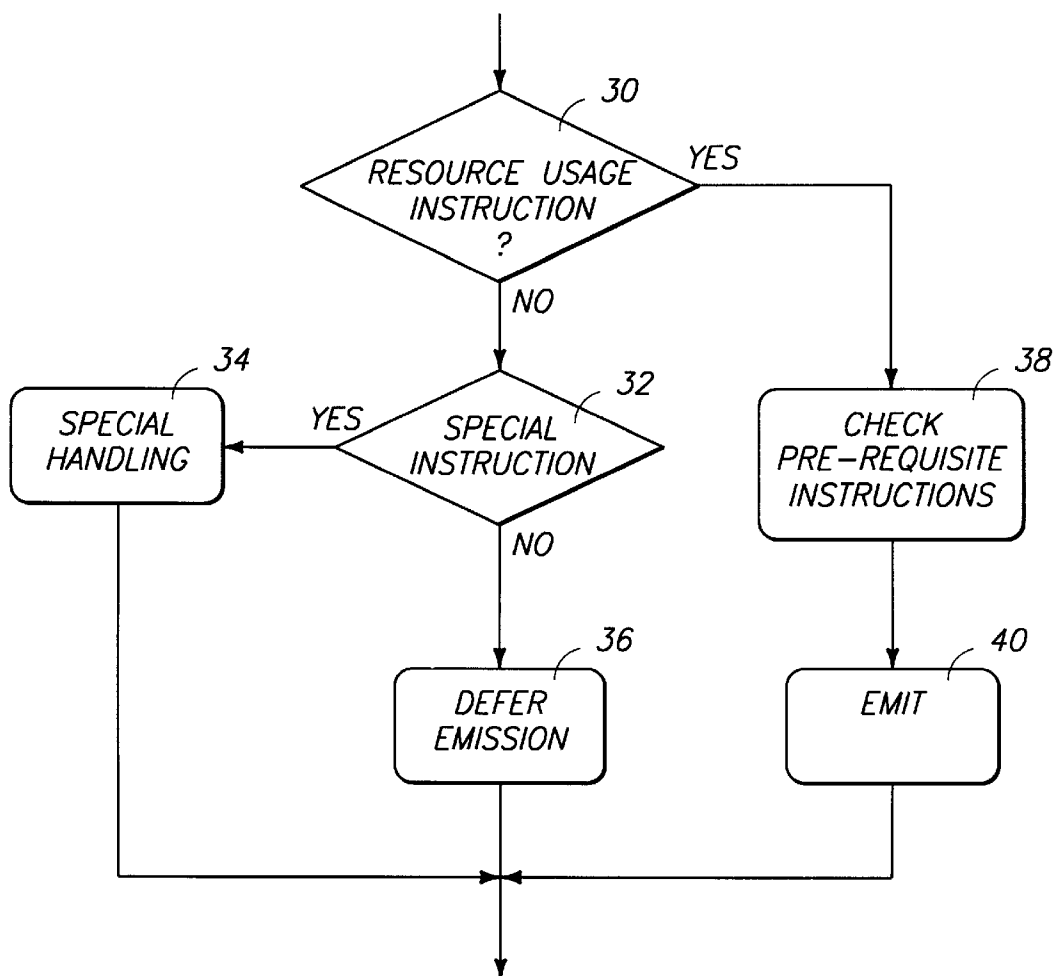 30
RESOURCE USAGE
INSTRUCTION
?
YES
NO
34
SPECIAL
HANDLING
YES
32
SPECIAL
INSTRUCTION
NO
38
CHECK
PRE-REQUISITE
INSTRUCTIONS
36
DEFER
EMISSION
40
EMIT